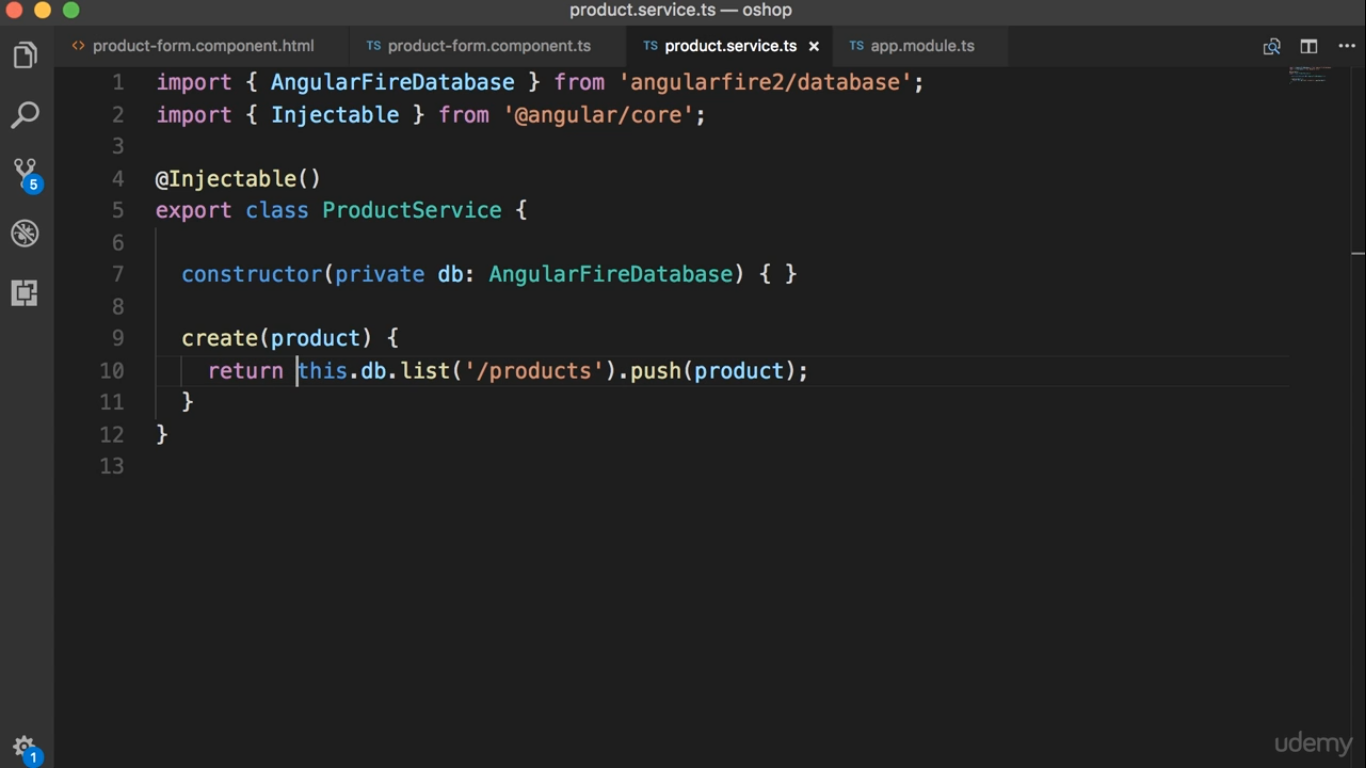 product.service.ts — oshop
product-form.component.html
TS product-form.component.ts
TS product.service.ts ×
TS app.module.ts
1 import { AngularFireDatabase } from 'angularfire2/database';
2 import { Injectable } from '@angular/core';
3
4 @Injectable()
5 export class ProductService {
6
7 constructor(private db: AngularFireDatabase) { }
8
9 create(product) {
10 return this.db.list('/products').push(product);
11 }
12 }
13
5
1
udemy